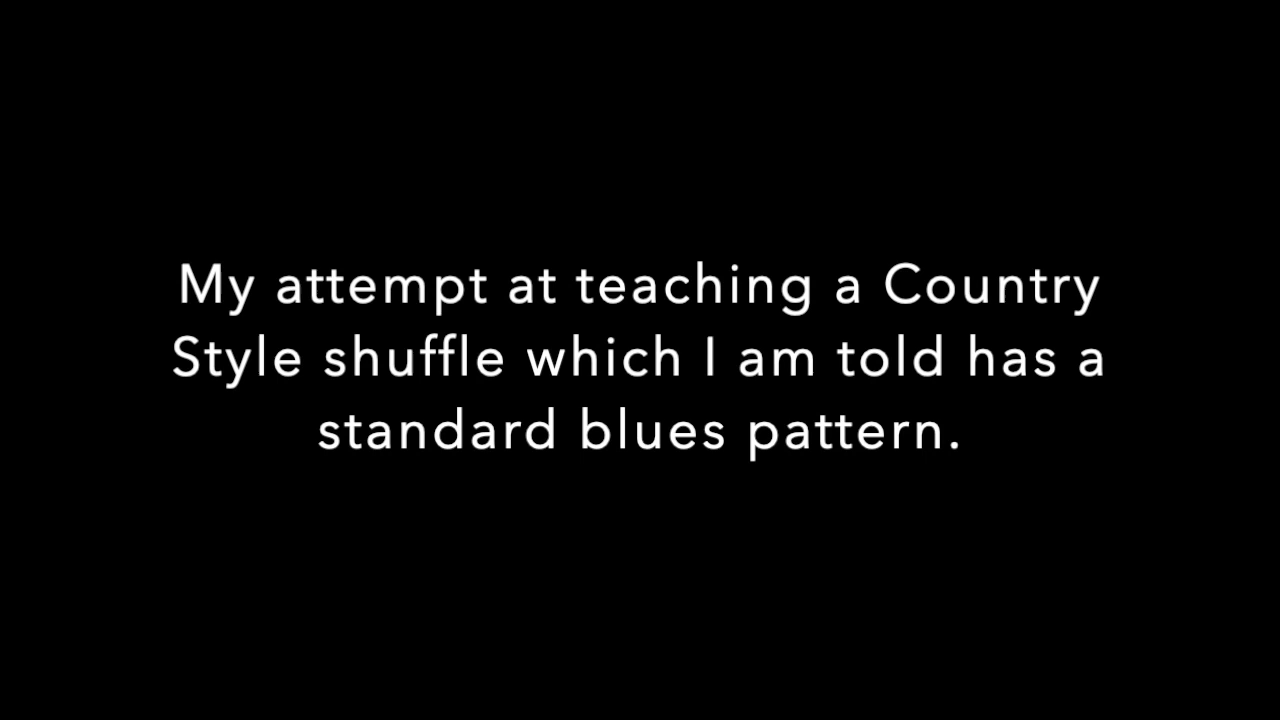 My attempt at teaching a Country
Style shuffle which I am told has a
standard blues pattern.